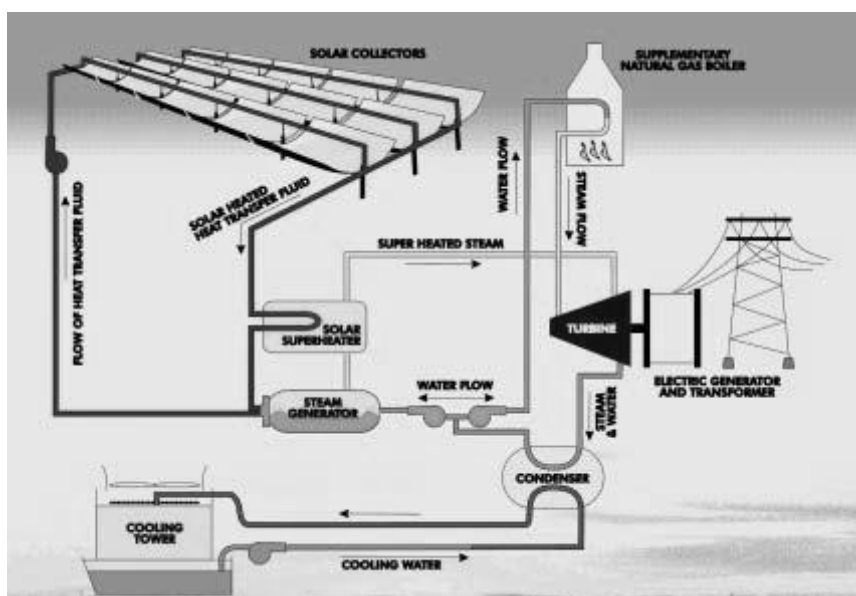 SOLAR COLLECTORS
SUPPLEMENTARY
NATURAL GAS BOILER
FLOW OF HEAT TRANSFER FLUID
SOLAR HEATED
HEAT TRANSFER FLUID
WATER FLOW
STEAM FLOW
SUPER HEATED STEAM
SOLAR
SUPERHEATER
TURBINE
STEAM
GENERATOR
WATER FLOW
STEAM
& WATER
ELECTRIC GENERATOR
AND TRANSFORMER
CONDENSER
COOLING
TOWER
COOLING WATER